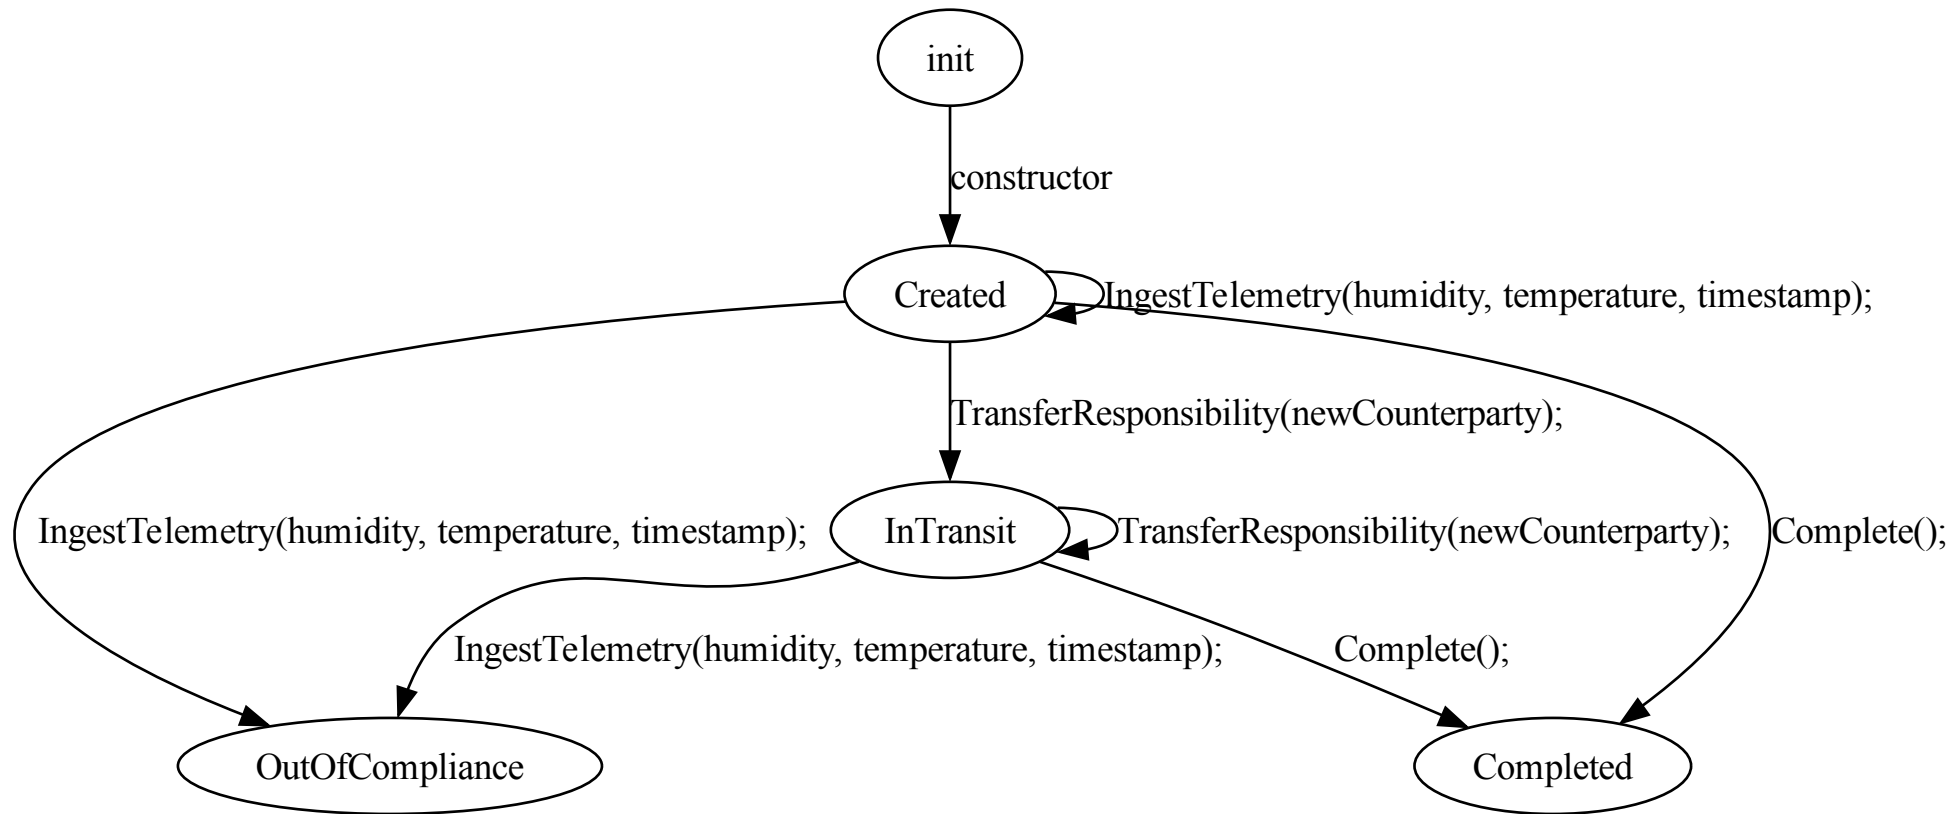 init
constructor
Created
IngestTelemetry(humidity, temperature, timestamp);
TransferResponsibility(newCounterparty);
IngestTelemetry(humidity, temperature, timestamp);
InTransit
TransferResponsibility(newCounterparty);
Complete();
IngestTelemetry(humidity, temperature, timestamp);
Complete();
OutOfCompliance
Completed